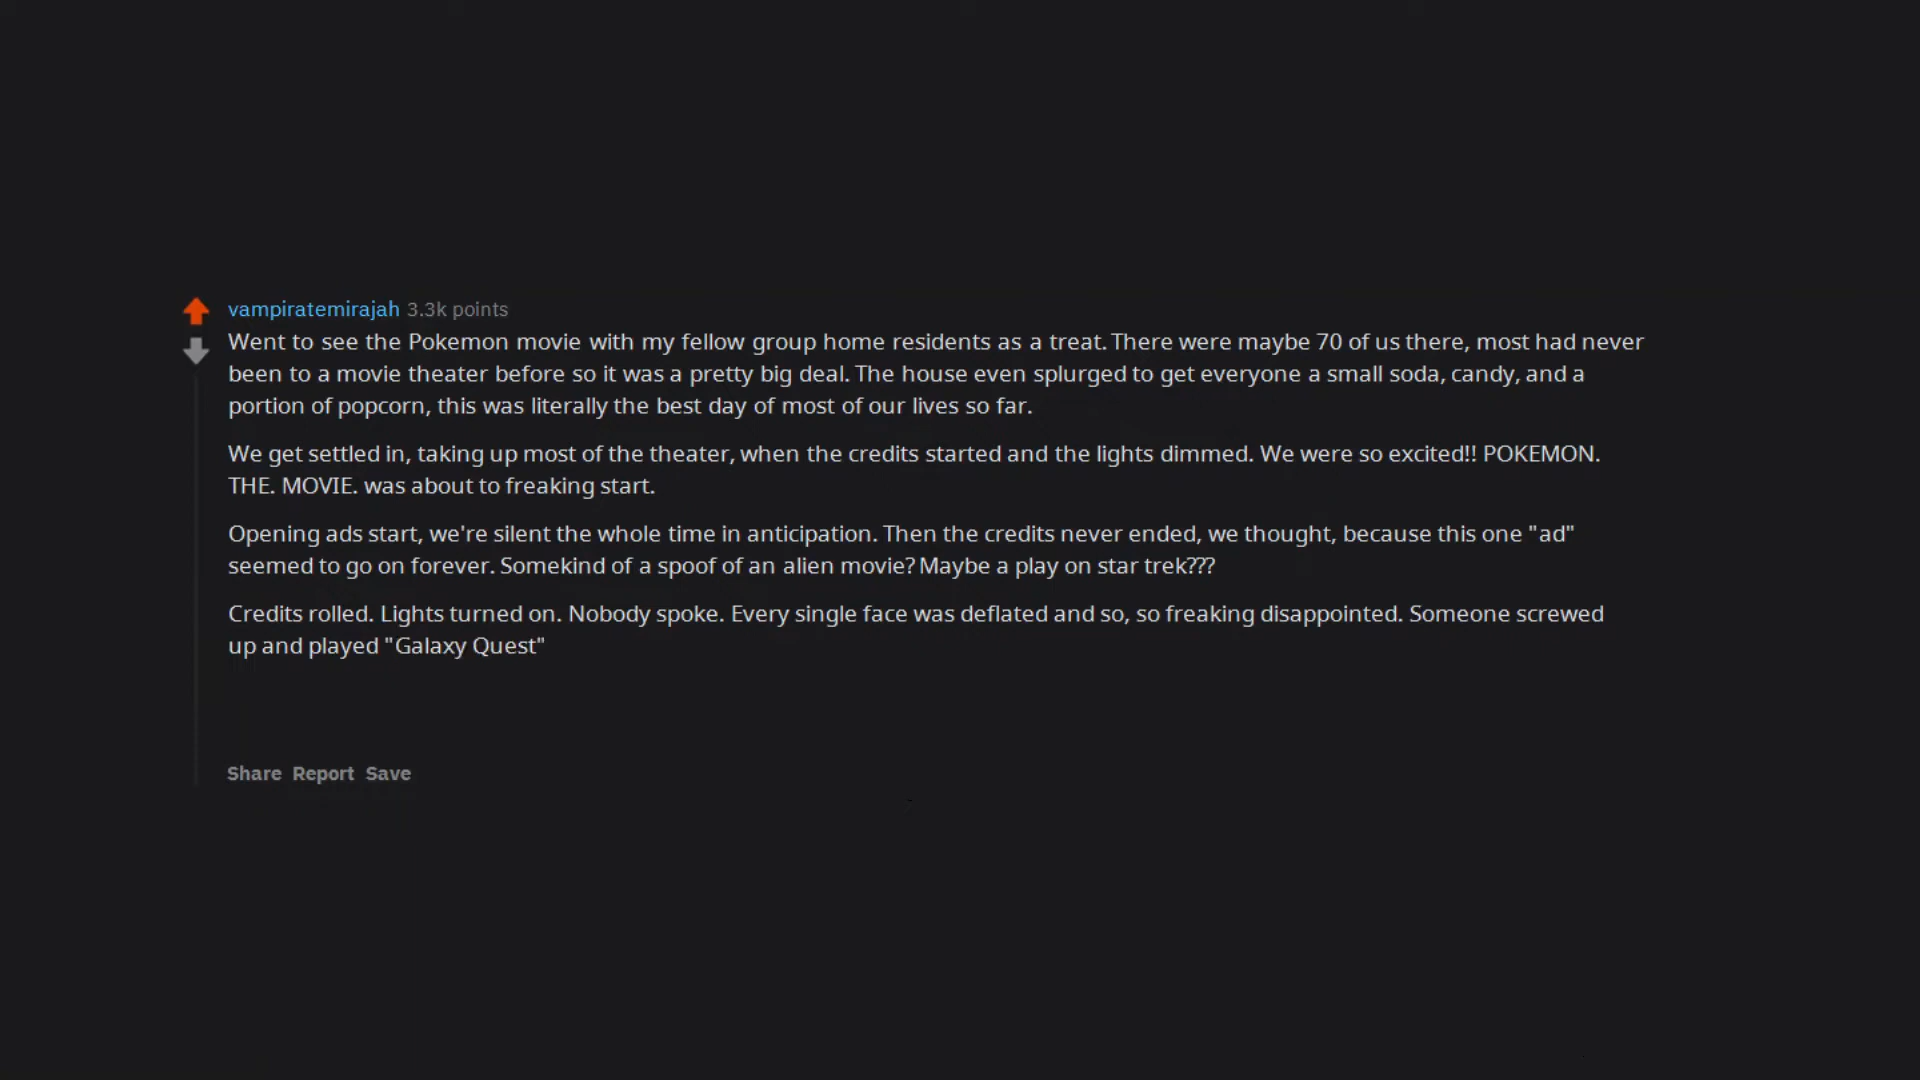 vampiratemirajah 3.3k points
Went to see the Pokemon movie with my fellow group home residents as a treat. There were maybe 70 of us there, most had never
been to a movie theater before so it was a pretty big deal. The house even splurged to get everyone a small soda, candy, and a
portion of popcorn, this was literally the best day of most of our lives so far.
We get settled in, taking up most of the theater, when the credits started and the lights dimmed. We were so excited!! POKEMON.
THE. MOVIE. was about to freaking start.
Opening ads start, we're silent the whole time in anticipation. Then the credits never ended, we thought, because this one "ad"
seemed to go on forever. Somekind of a spoof of an alien movie? Maybe a play on star trek???
Credits rolled. Lights turned on. Nobody spoke. Every single face was deflated and so, so freaking disappointed. Someone screwed
up and played "Galaxy Quest"
Share Report Save